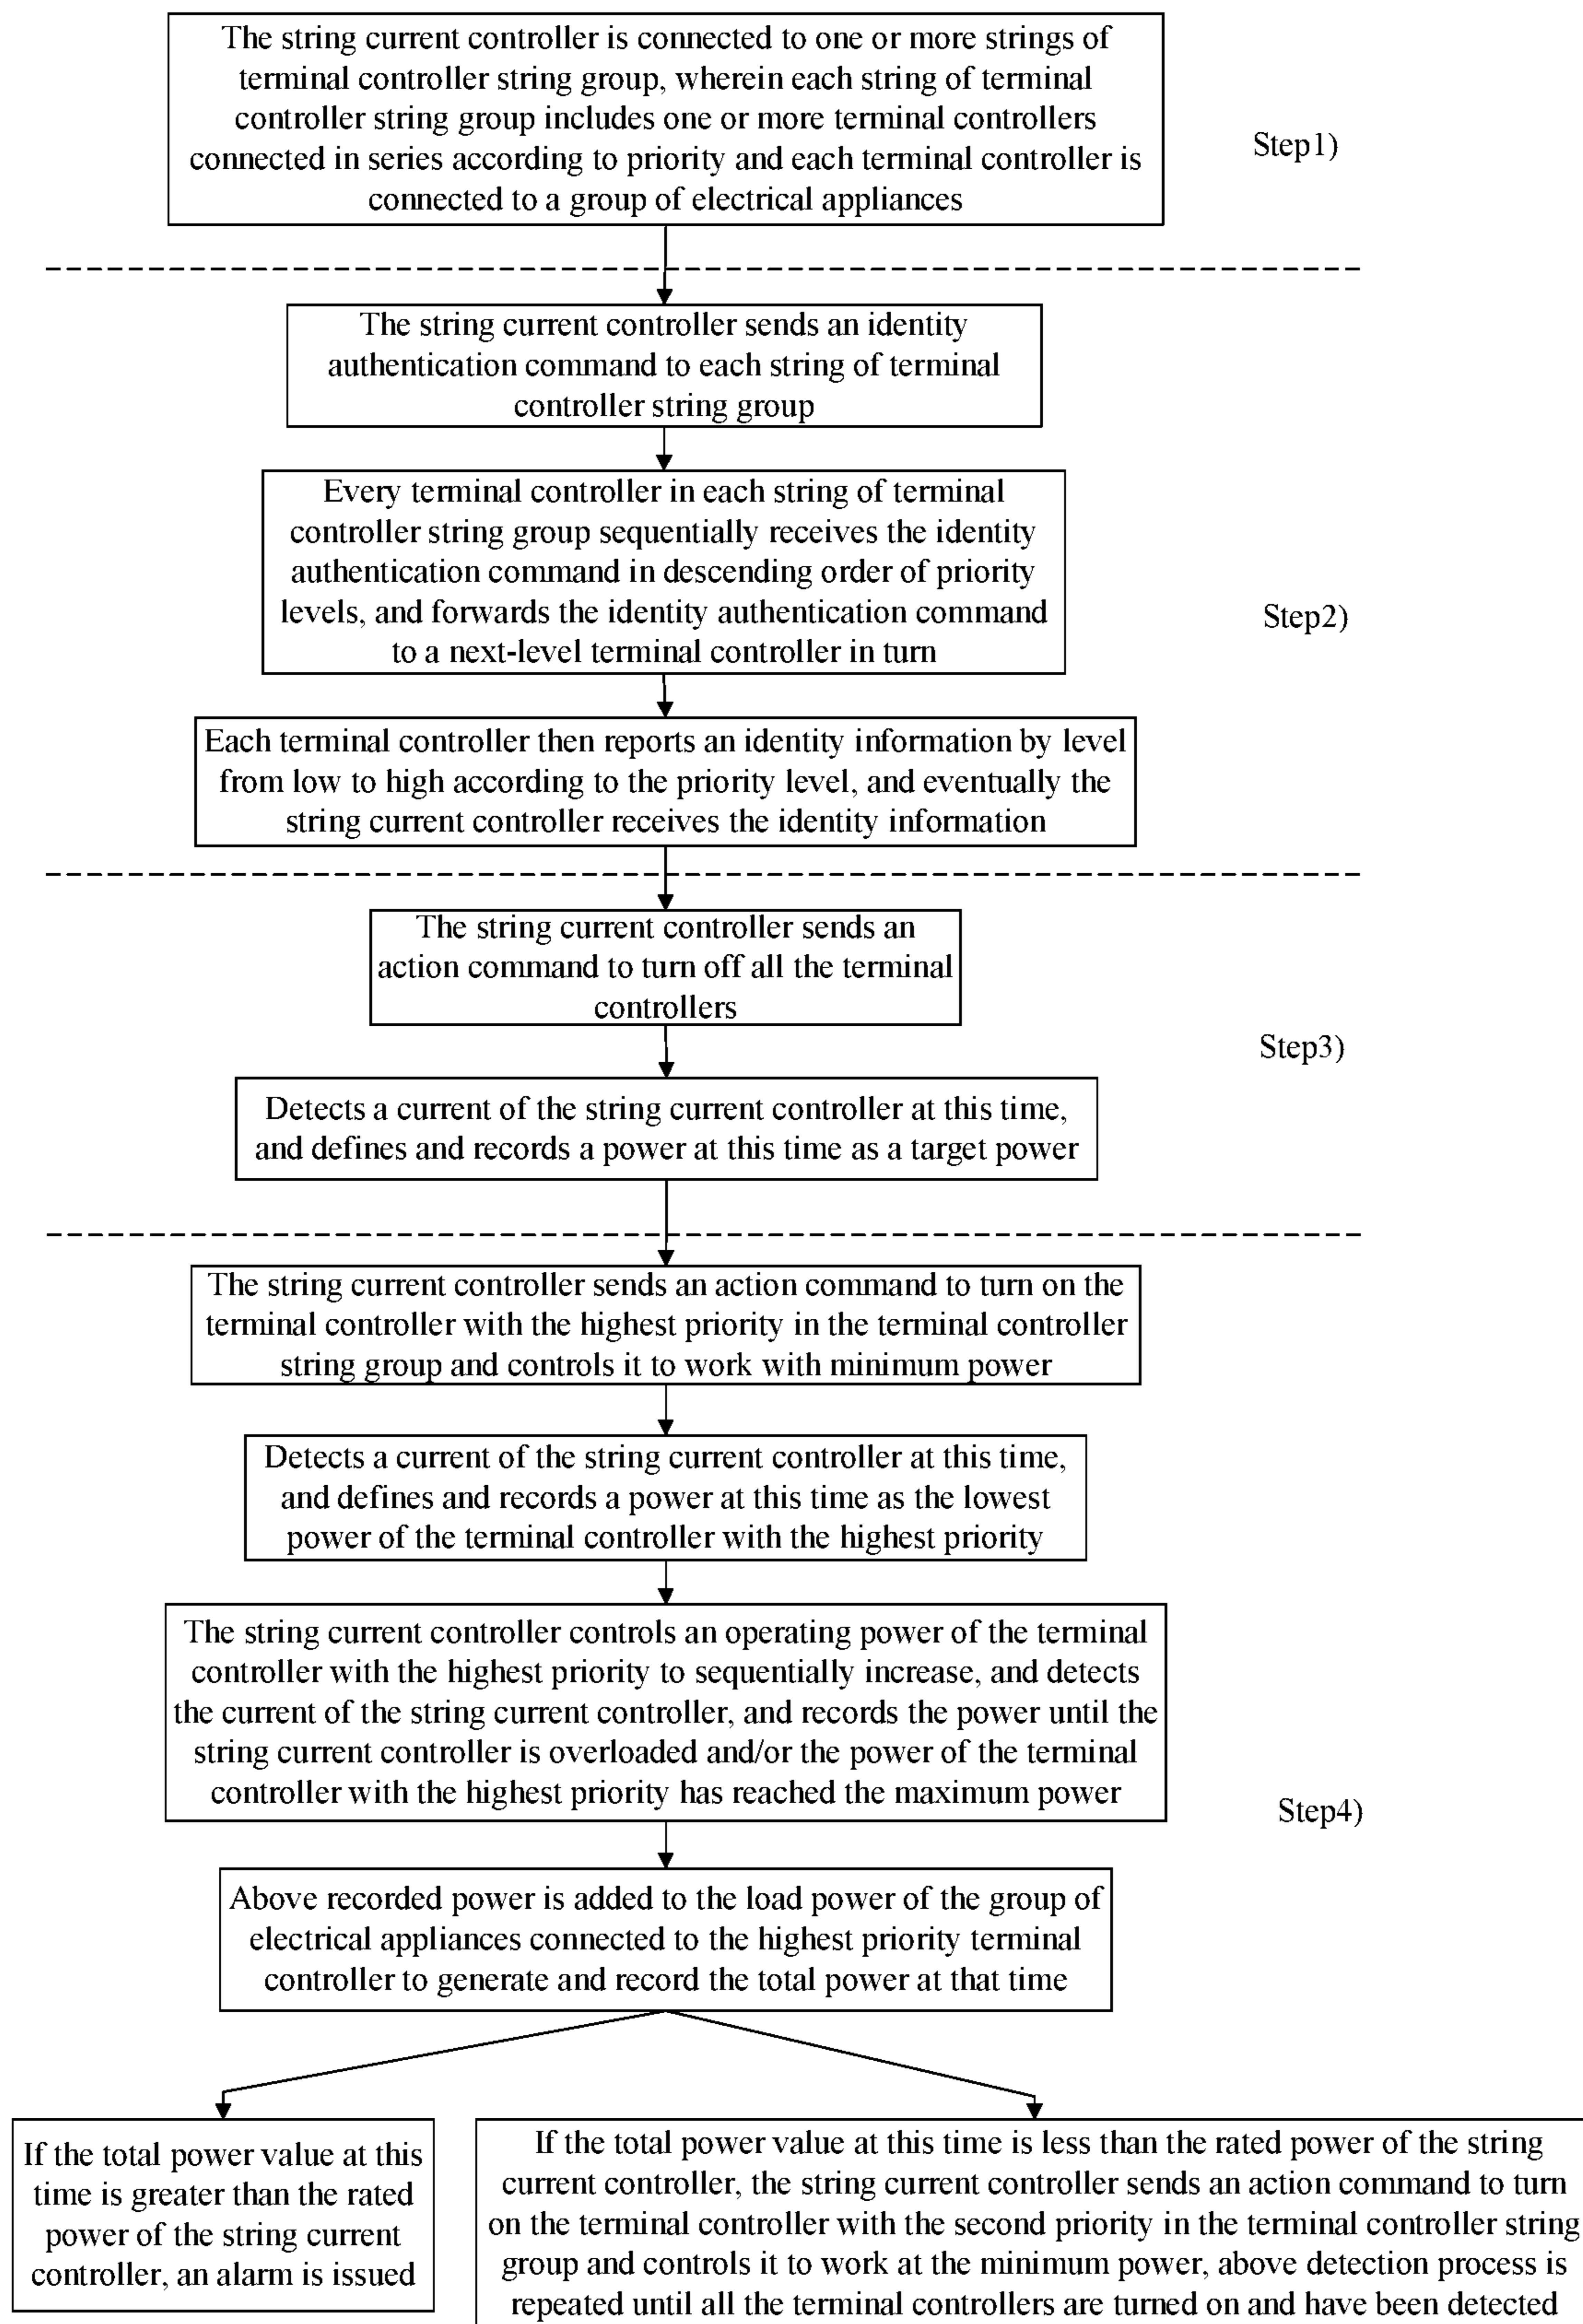 The string current controller is connected to one or more strings of
terminal controller string group, wherein each string of terminal
controller string group includes one or more terminal controllers
connected in series according to priority and each terminal controller is
connected to a group of electrical appliances
Step1)
The string current controller sends an identity
authentication command to each string of terminal
controller string group
Every terminal controller in each string of terminal
controller string group sequentially receives the identity
authentication command in descending order of priority
levels, and forwards the identity authentication command
to a next-level terminal controller in turn
Step2)
Each terminal controller then reports an identity information by level
from low to high according to the priority level, and eventually the
string current controller receives the identity information
The string current controller sends an
action command to turn off all the terminal
controllers
Step3)
Detects a current of the string current controller at this time,
and defines and records a power at this time as a target power
The string current controller sends an action command to turn on the
terminal controller with the highest priority in the terminal controller
string group and controls it to work with minimum power
Detects a current of the string current controller at this time,
and defines and records a power at this time as the lowest
power of the terminal controller with the highest priority
The string current controller controls an operating power of the terminal
controller with the highest priority to sequentially increase, and detects
the current of the string current controller, and records the power until the
string current controller is overloaded and/or the power of the terminal
controller with the highest priority has reached the maximum power
Step4)
Above recorded power is added to the load power of the group of
electrical appliances connected to the highest priority terminal
controller to generate and record the total power at that time
If the total power value at this
time is greater than the rated
power of the string current
controller, an alarm is issued
If the total power value at this time is less than the rated power of the string
current controller, the string current controller sends an action command to turn
on the terminal controller with the second priority in the terminal controller string
group and controls it to work at the minimum power, above detection process is
repeated until all the terminal controllers are turned on and have been detected